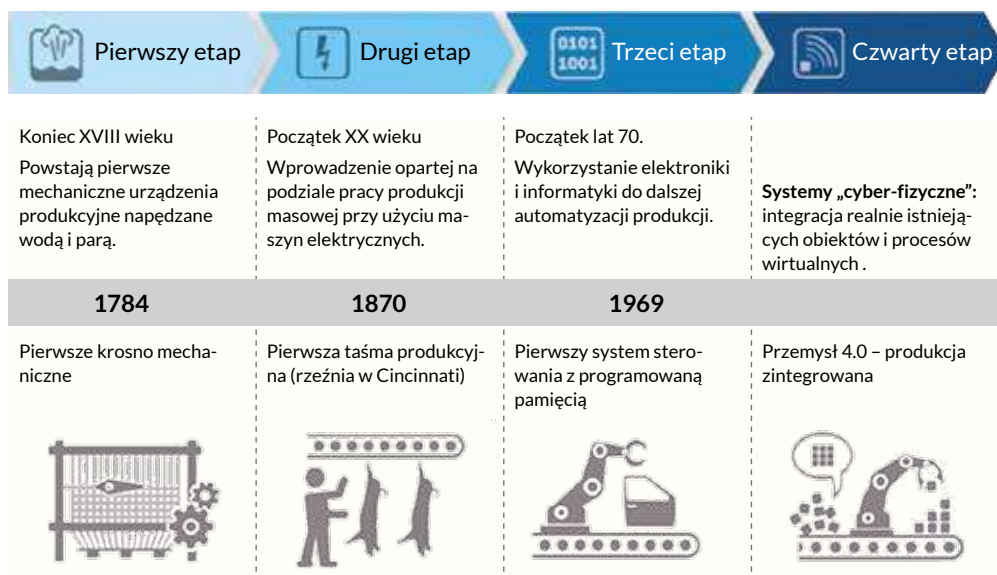 Pierwszy etap
Drugi etap
0101
1001
Trzeci etap
Czwarty etap
Koniec XVIII wieku
Powstają pierwsze
mechaniczne urządzenia
produkcyjne napędzane
wodą i parą.
Początek XX wieku
Wprowadzenie opartej na
podziale pracy produkcji
masowej przy użyciu ma-
szyn elektrycznych.
Początek lat 70.
Wykorzystanie elektroniki
i informatyki do dalszej
automatyzacji produkcji.
Systemy „cyber-fizyczne”:
integracja realnie istnieją-
cych obiektów i procesów
wirtualnych .
1784
1870
1969
Pierwsze krosno mecha-
niczne
Pierwsza taśma produkcyj-
na (rzeźnia w Cincinnati)
Pierwszy system stero-
wania z programowaną
pamięcią
Przemysł 4.0 – produkcja
zintegrowana